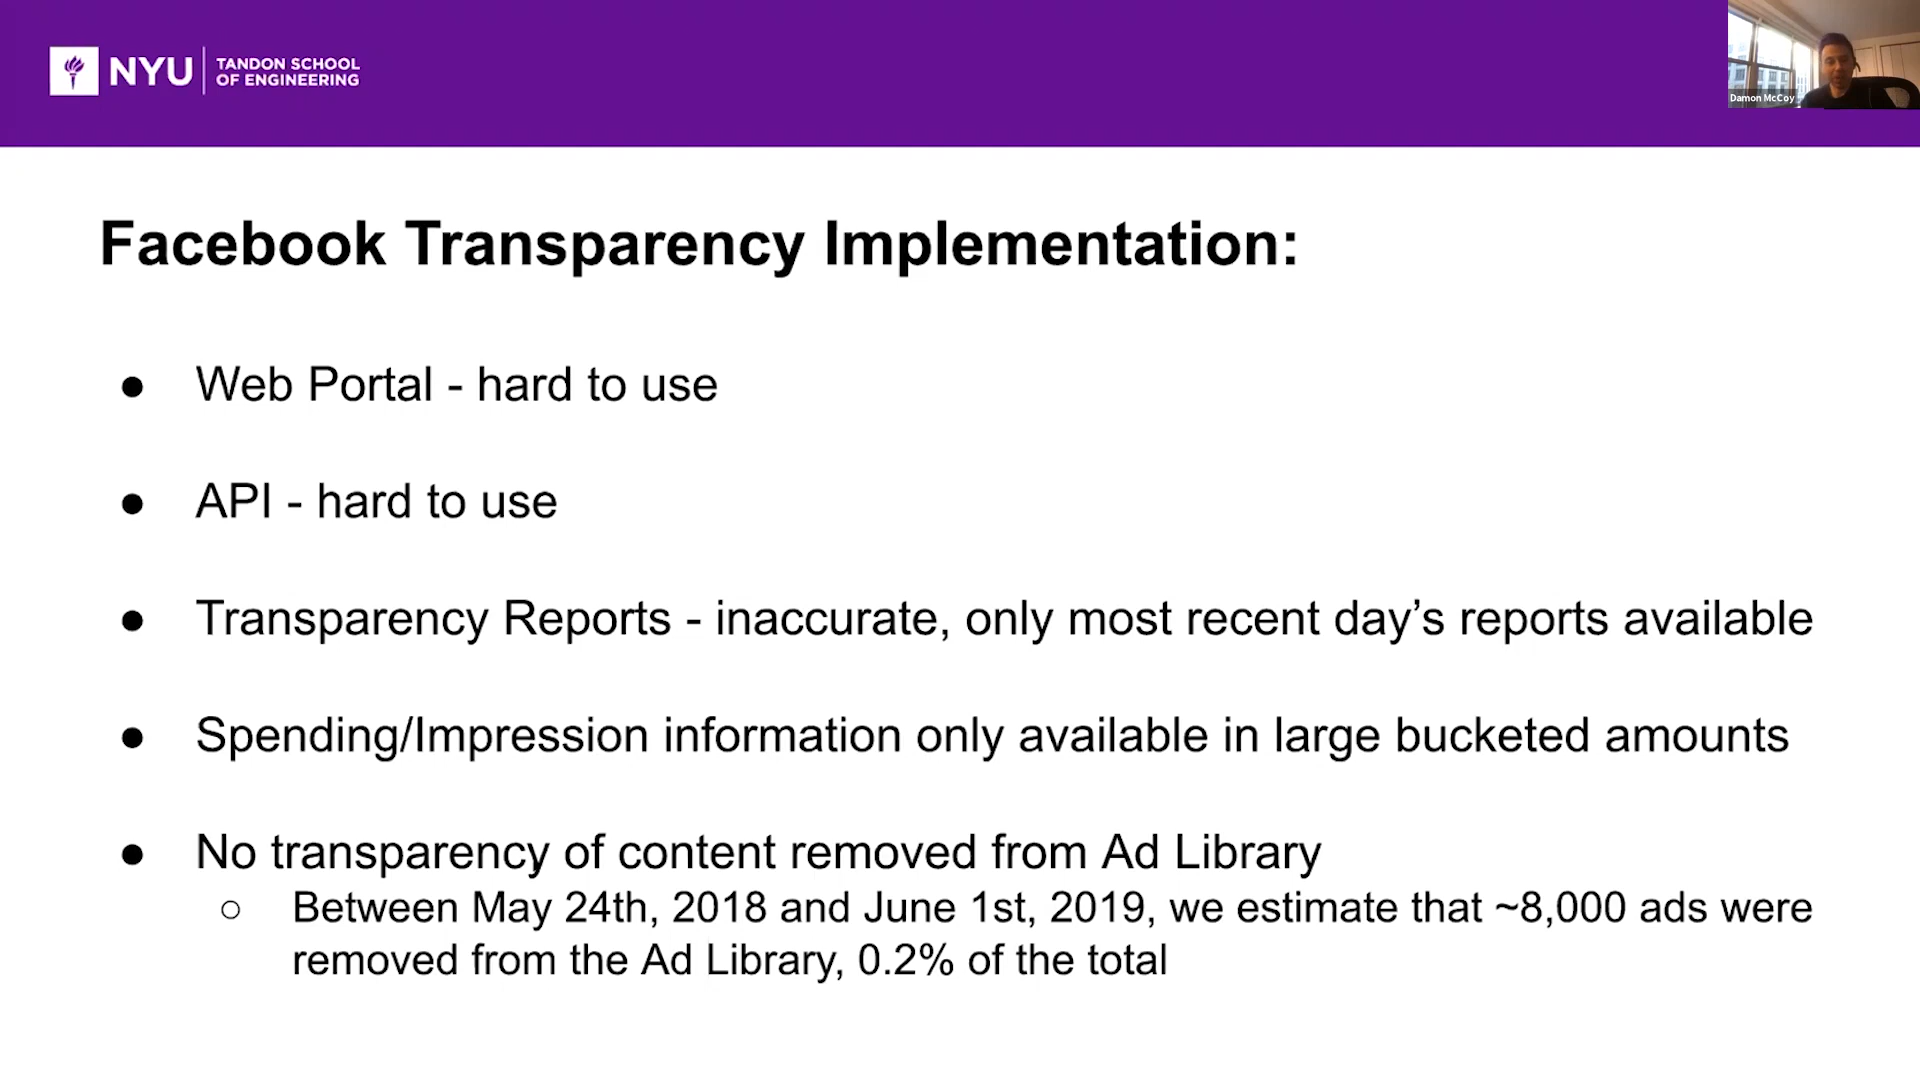 NYU
TANDON SCHOOL
OF ENGINEERING
Damon McCoy
Facebook Transparency Implementation:
● Web Portal - hard to use
● API - hard to use
● Transparency Reports - inaccurate, only most recent day’s reports available
● Spending/Impression information only available in large bucketed amounts
● No transparency of content removed from Ad Library
○ Between May 24th, 2018 and June 1st, 2019, we estimate that ~8,000 ads were
removed from the Ad Library, 0.2% of the total